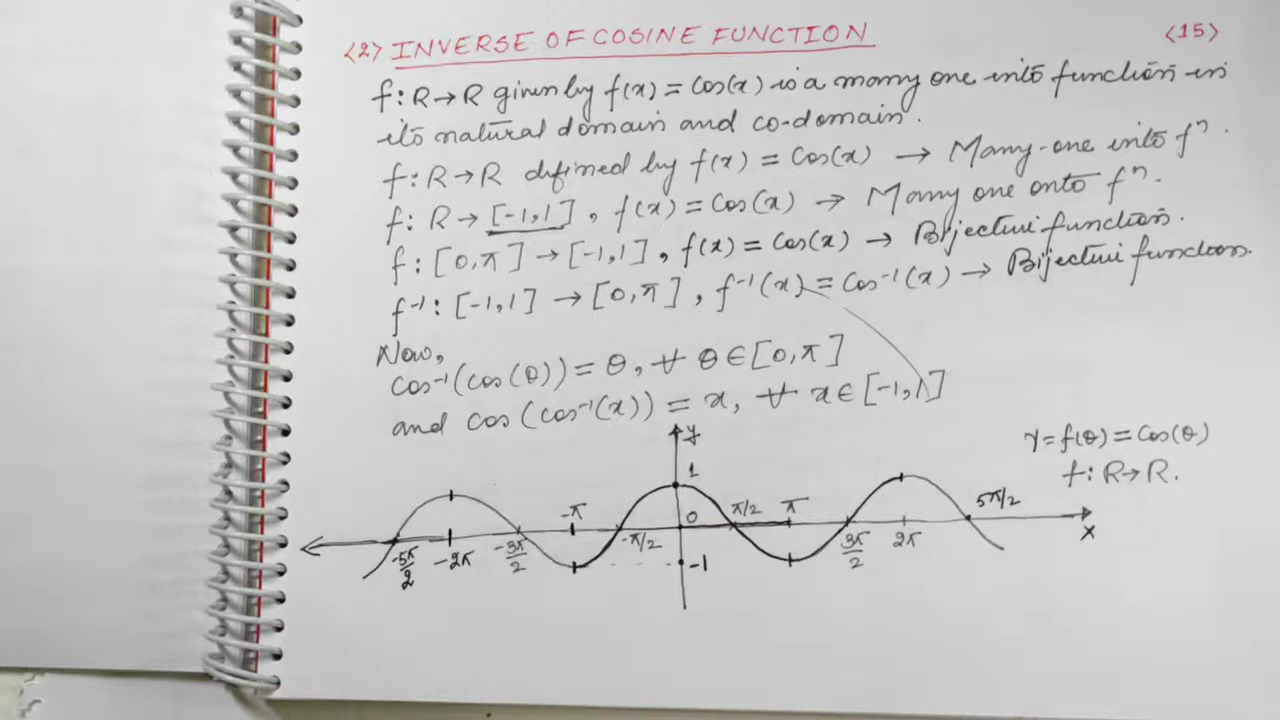 <2> INVERSE OF COSINE FUNCTION <15>
f: R→R given by f(x) = Cos(x) is a many one into function in
its natural domain and co-domain.
f: R→R defined by f(x) = Cos(x) → Many-one into fⁿ.
f: R→[-1,1], f(x) = Cos(x) → Many one onto fⁿ.
f: [0,π]→[-1,1], f(x) = Cos(x) → Bijective function.
f⁻¹: [-1,1] → [0,π], f⁻¹(x) = Cos⁻¹(x) → Bijective function.
Now,
Cos⁻¹(cos(θ)) = θ, ∀ θ∈[0,π]
and cos(cos⁻¹(x)) = x, ∀ x∈[-1,1]
y
Y=f(θ)=Cos(θ)
f: R→R.
1
-π 0 π/2 π 5π/2
-5π/2 -2π -3π/2 -π/2 3π/2 2π X
-1